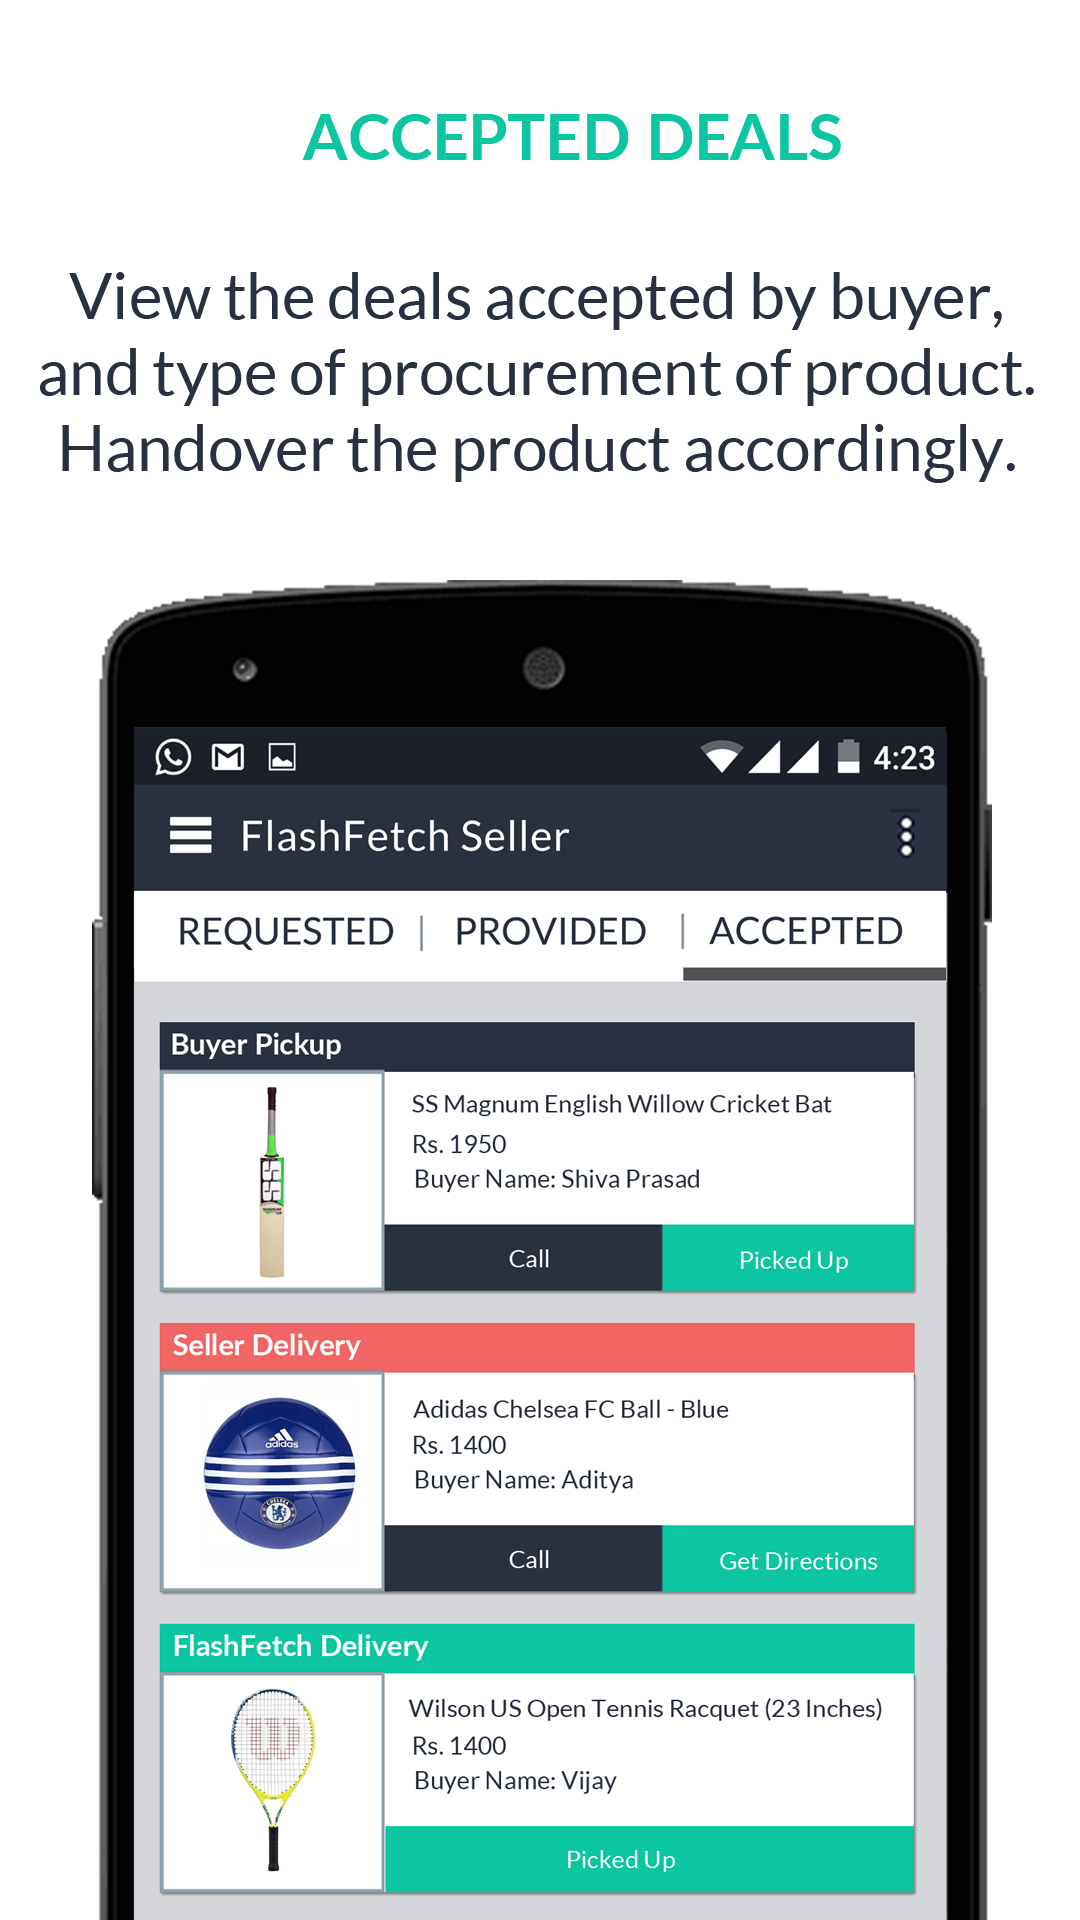 ACCEPTED DEALS
View the deals accepted by buyer,
and type of procurement of product.
Handover the product accordingly.
4:23
FlashFetch Seller
REQUESTED | PROVIDED | ACCEPTED
Buyer Pickup
SS Magnum English Willow Cricket Bat
Rs. 1950
Buyer Name: Shiva Prasad
Call
Picked Up
Seller Delivery
adidas
CHELSEA
Adidas Chelsea FC Ball - Blue
Rs. 1400
Buyer Name: Aditya
Call
Get Directions
FlashFetch Delivery
W
Wilson US Open Tennis Racquet (23 Inches)
Rs. 1400
Buyer Name: Vijay
Picked Up